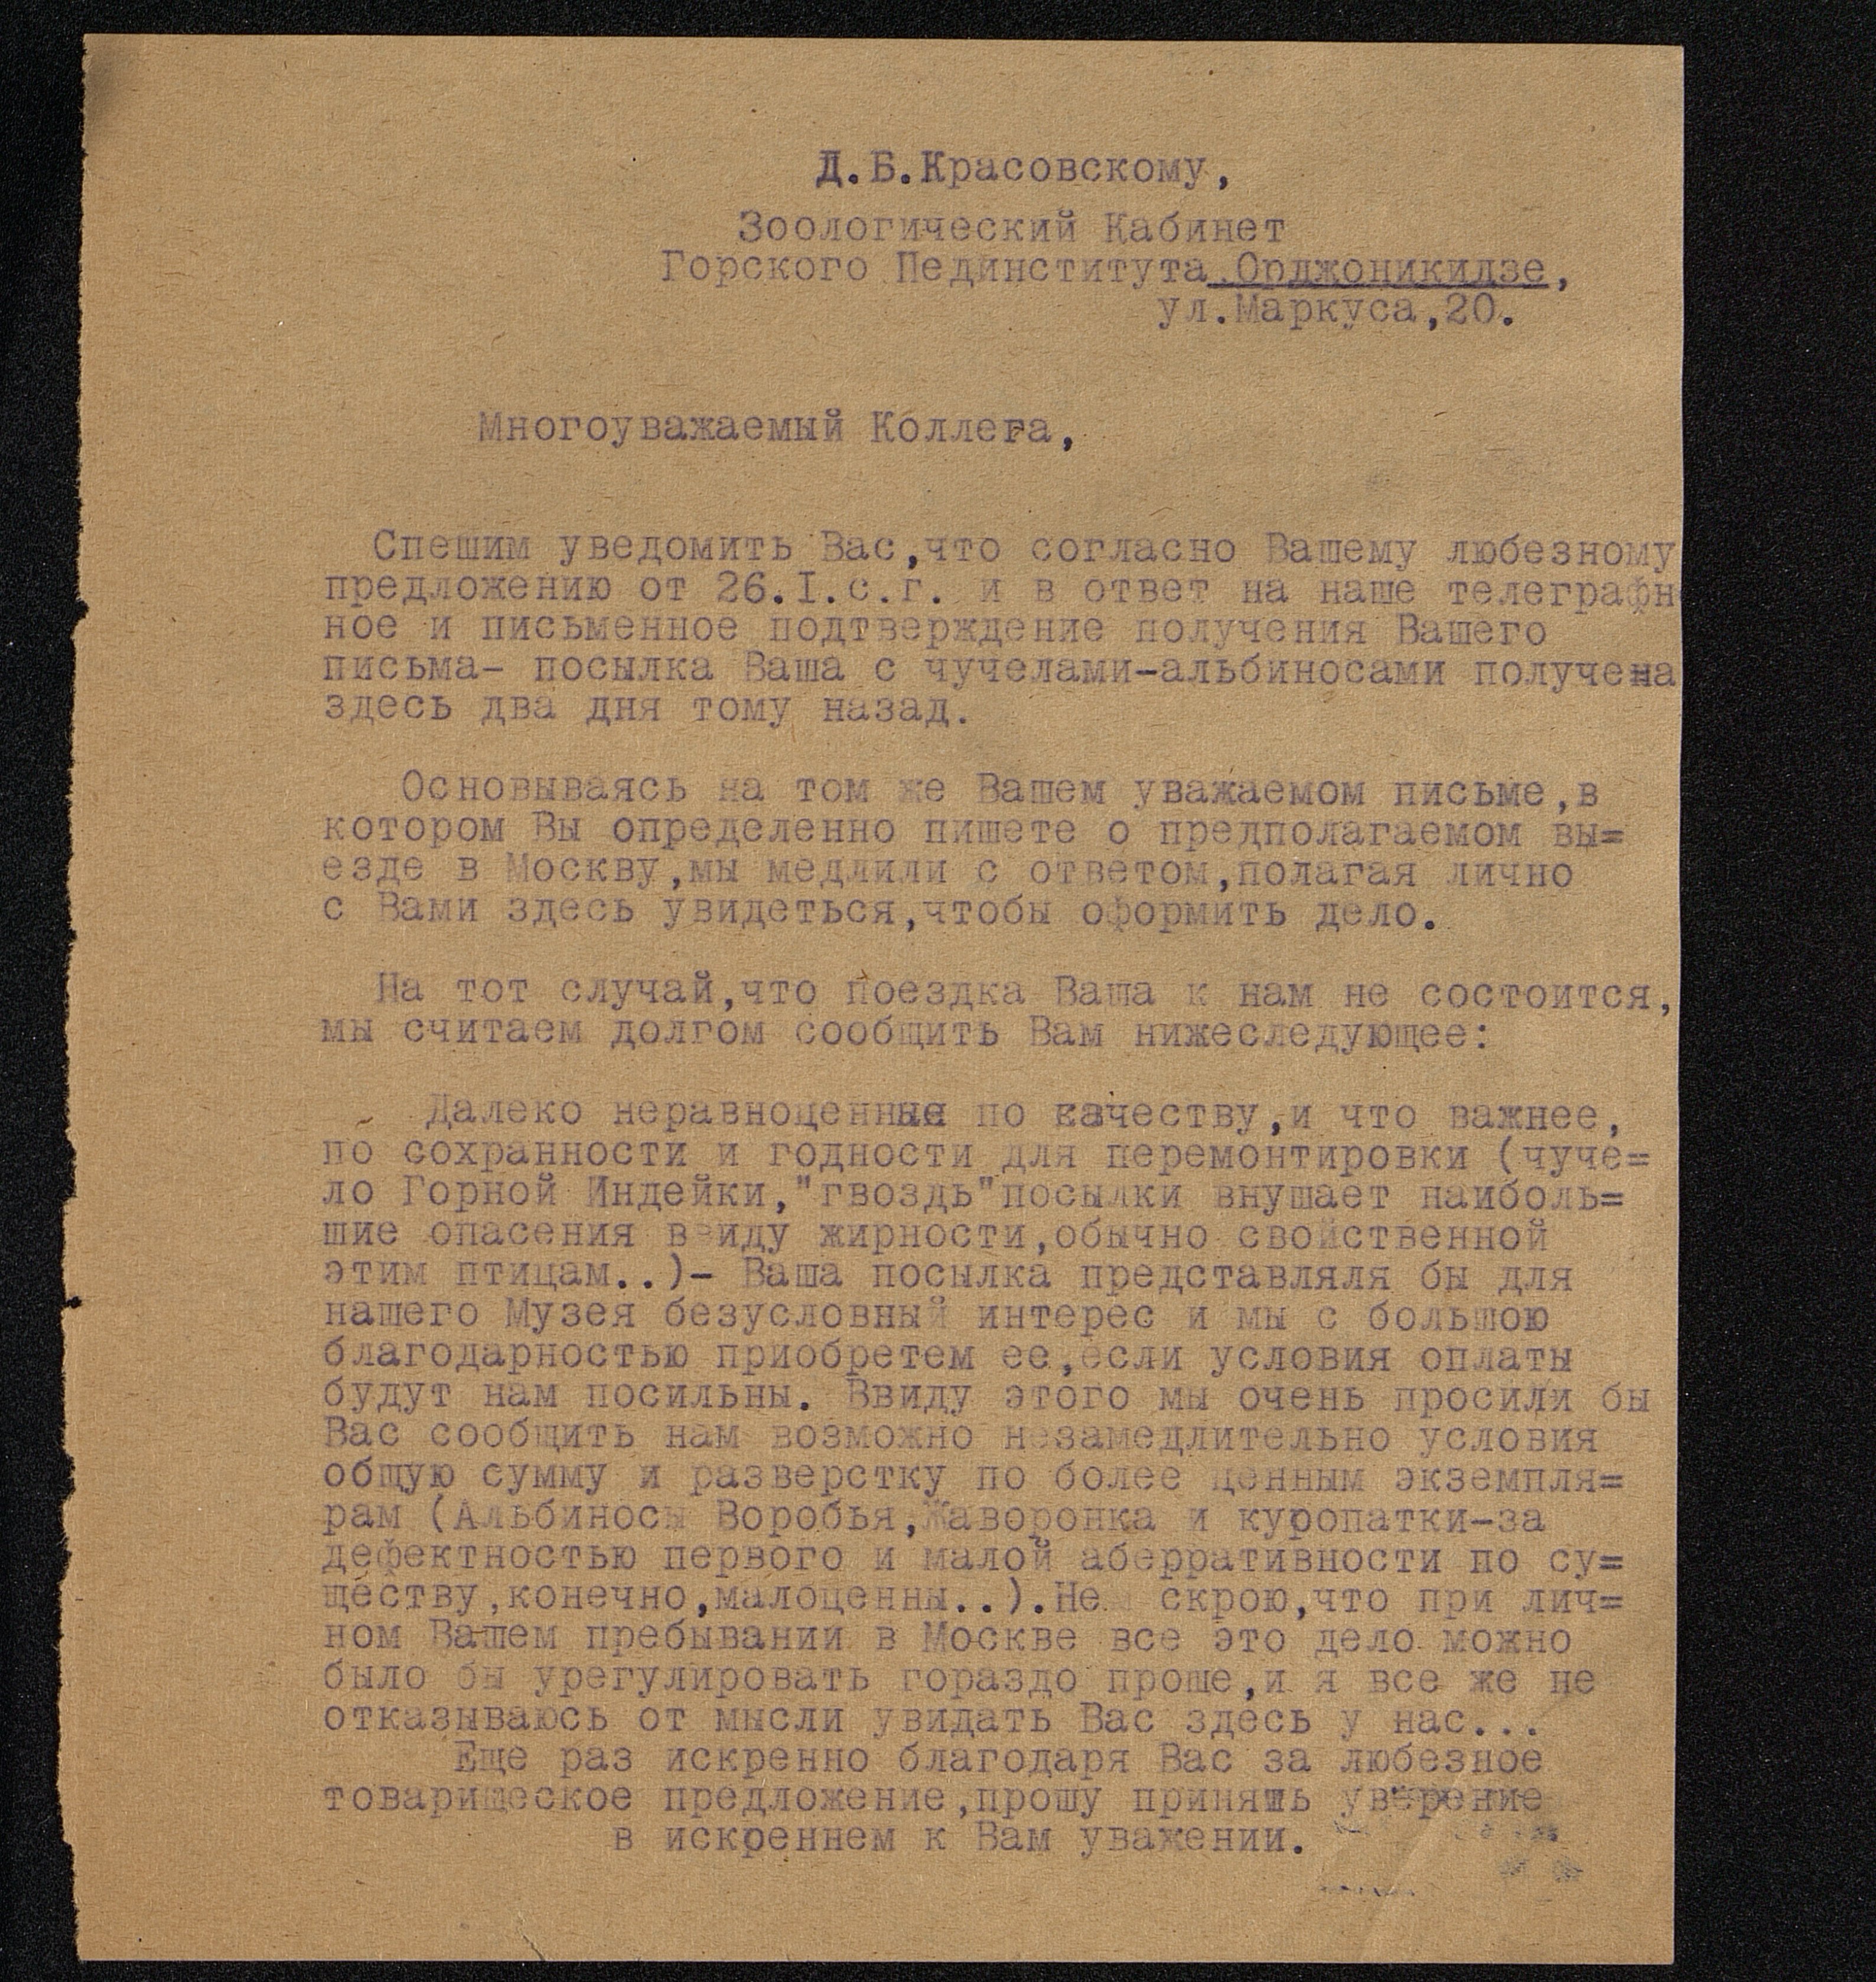 Д.Б.Красовскому,
Зоологический Кабинет
Горского Пединститута.Орджоникидзе,
ул.Маркуса,20.
Многоуважаемый Коллега,
Спешим уведомить Вас,что согласно Вашему любезному
предложению от 26.I.с.г. и в ответ на наше телеграфн
ное и письменное подтверждение получения Вашего
письма- посылка Ваша с чучелами-альбиносами получена
здесь два дня тому назад.
Основываясь на том же Вашем уважаемом письме,в
котором Вы определенно пишете о предполагаемом вы=
езде в Москву,мы медлили с ответом,полагая лично
с Вами здесь увидеться,чтобы оформить дело.
На тот случай,что поездка Ваша к нам не состоится,
мы считаем долгом сообщить Вам нижеследующее:
Далеко неравноценные по качеству,и что важнее,
по сохранности и годности для перемонтировки (чуче=
ло Горной Индейки,"гвоздь"посылки внушает наиболь=
шие опасения ввиду жирности,обычно свойственной
этим птицам..)- Ваша посылка представляля бы для
нашего Музея безусловный интерес и мы с большою
благодарностью приобретем ее,если условия оплаты
будут нам посильны. Ввиду этого мы очень просили бы
Вас сообщить нам возможно незамедлительно условия
общую сумму и разверстку по более ценным экземпля=
рам (Альбиносы Воробья,Жаворонка и куропатки-за
дефектностью первого и малой аберративности по су=
ществу,конечно,малоценны..).Не скрою,что при лич=
ном Вашем пребывании в Москве все это дело можно
было бы урегулировать гораздо проше,и я все же не
отказываюсь от мысли увидать Вас здесь у нас...
Еще раз искренно благодаря Вас за любезное
товарищеское предложение,прошу принять уверение
в искреннем к Вам уважении.